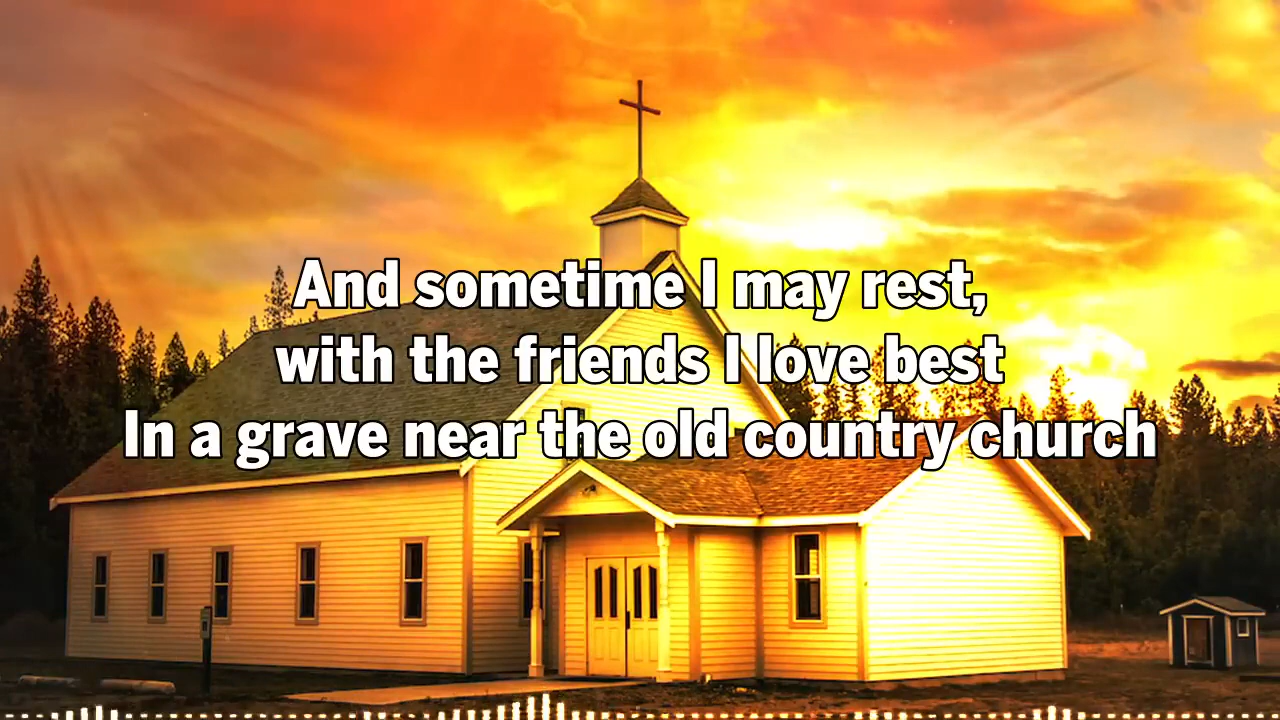 And sometime I may rest,
with the friends I love best
In a grave near the old country church